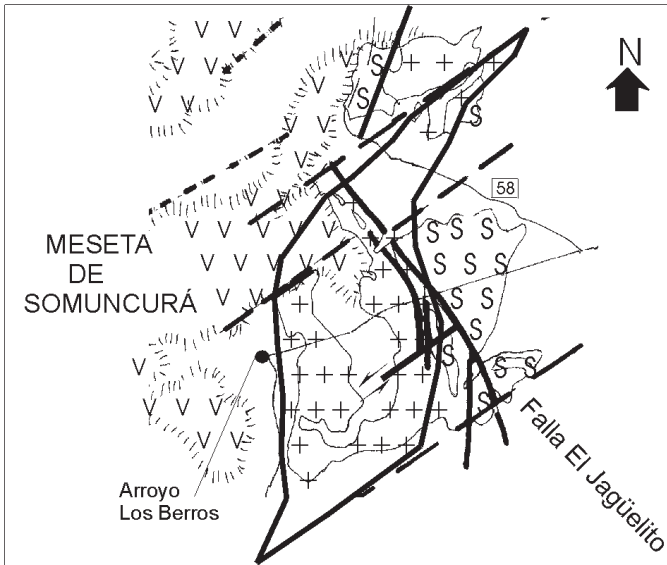 N
58
MESETA
DE
SOMUNCURÁ
Arroyo
Los Berros
Falla El Jagüelito